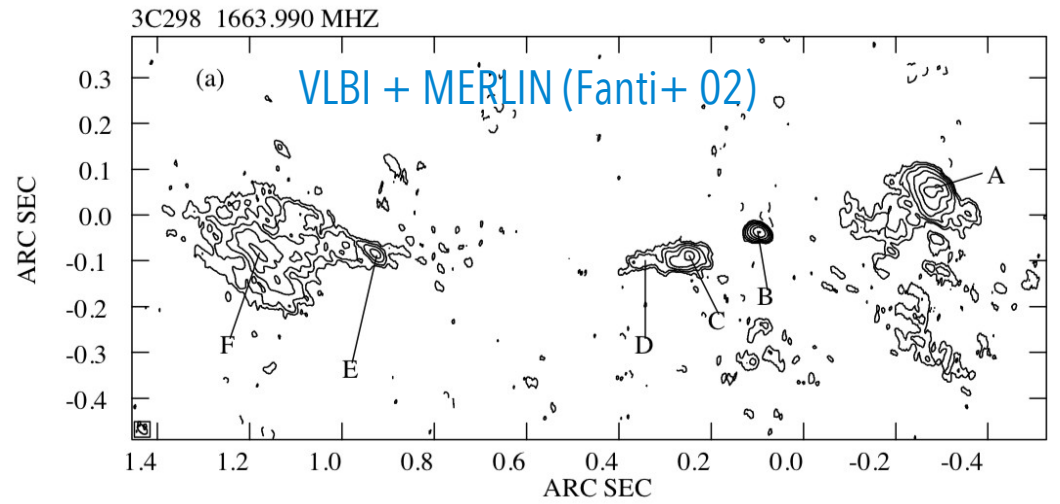 3C298 1663.990 MHZ
(a)
VLBI + MERLIN (Fanti+ 02)
0.3
0.2
0.1
0.0
-0.1
-0.2
-0.3
-0.4
ARC SEC
A
B
C
D
E
F
1.4 1.2 1.0 0.8 0.6 0.4 0.2 0.0 -0.2 -0.4
ARC SEC